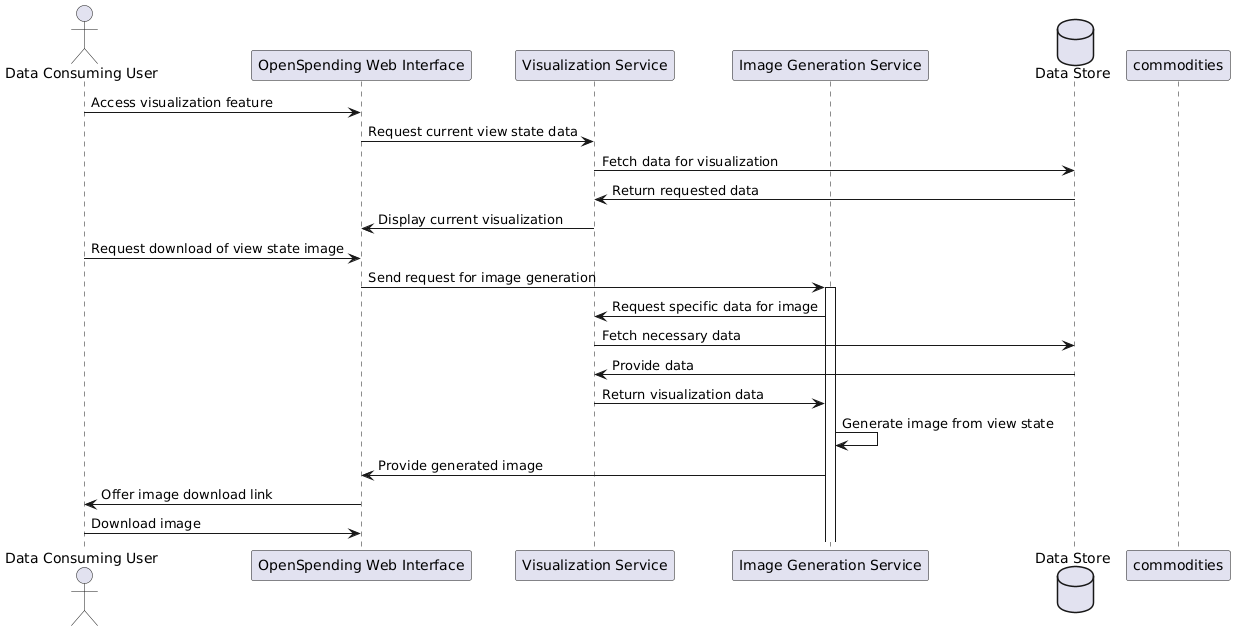 Data Consuming User
OpenSpending Web Interface
Visualization Service
Image Generation Service
Data Store
commodities
Access visualization feature
Request current view state data
Fetch data for visualization
Return requested data
Display current visualization
Request download of view state image
Send request for image generation
Request specific data for image
Fetch necessary data
Provide data
Return visualization data
Generate image from view state
Provide generated image
Offer image download link
Download image
Data Consuming User
OpenSpending Web Interface
Visualization Service
Image Generation Service
Data Store
commodities